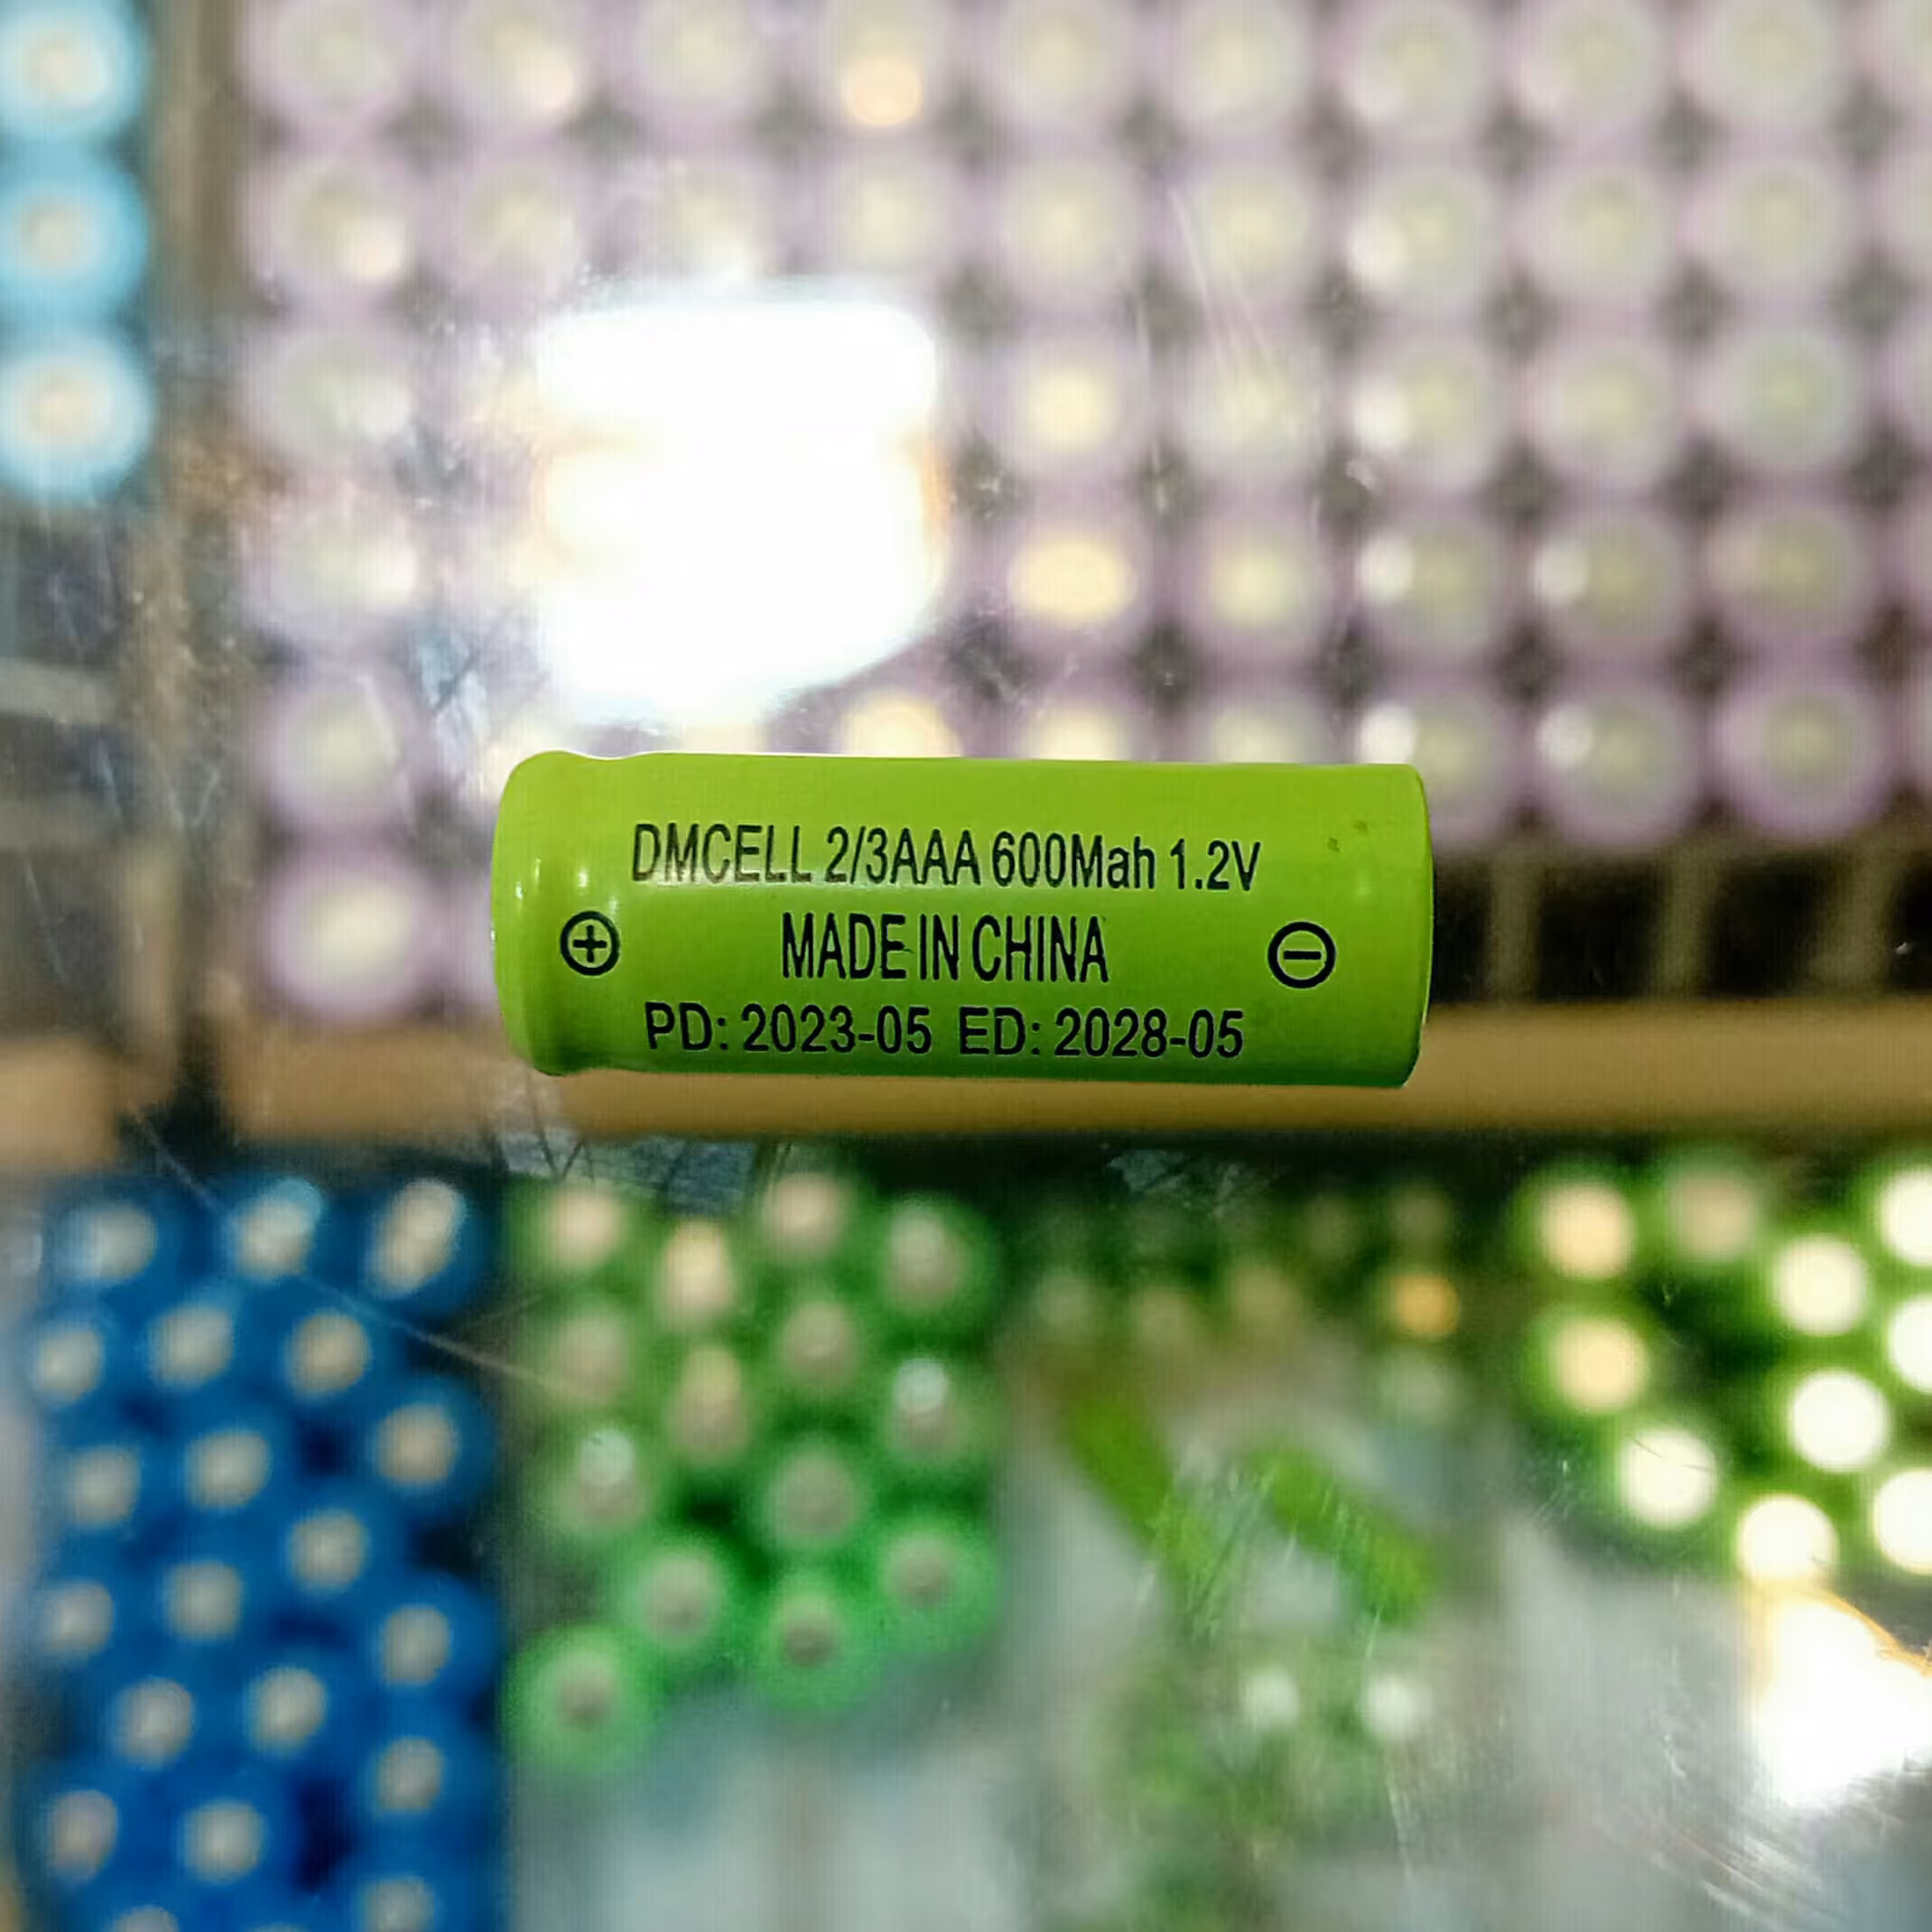 DMCELL 2/3AAA 600Mah 1.2V
MADE IN CHINA
PD: 2023-05 ED: 2028-05